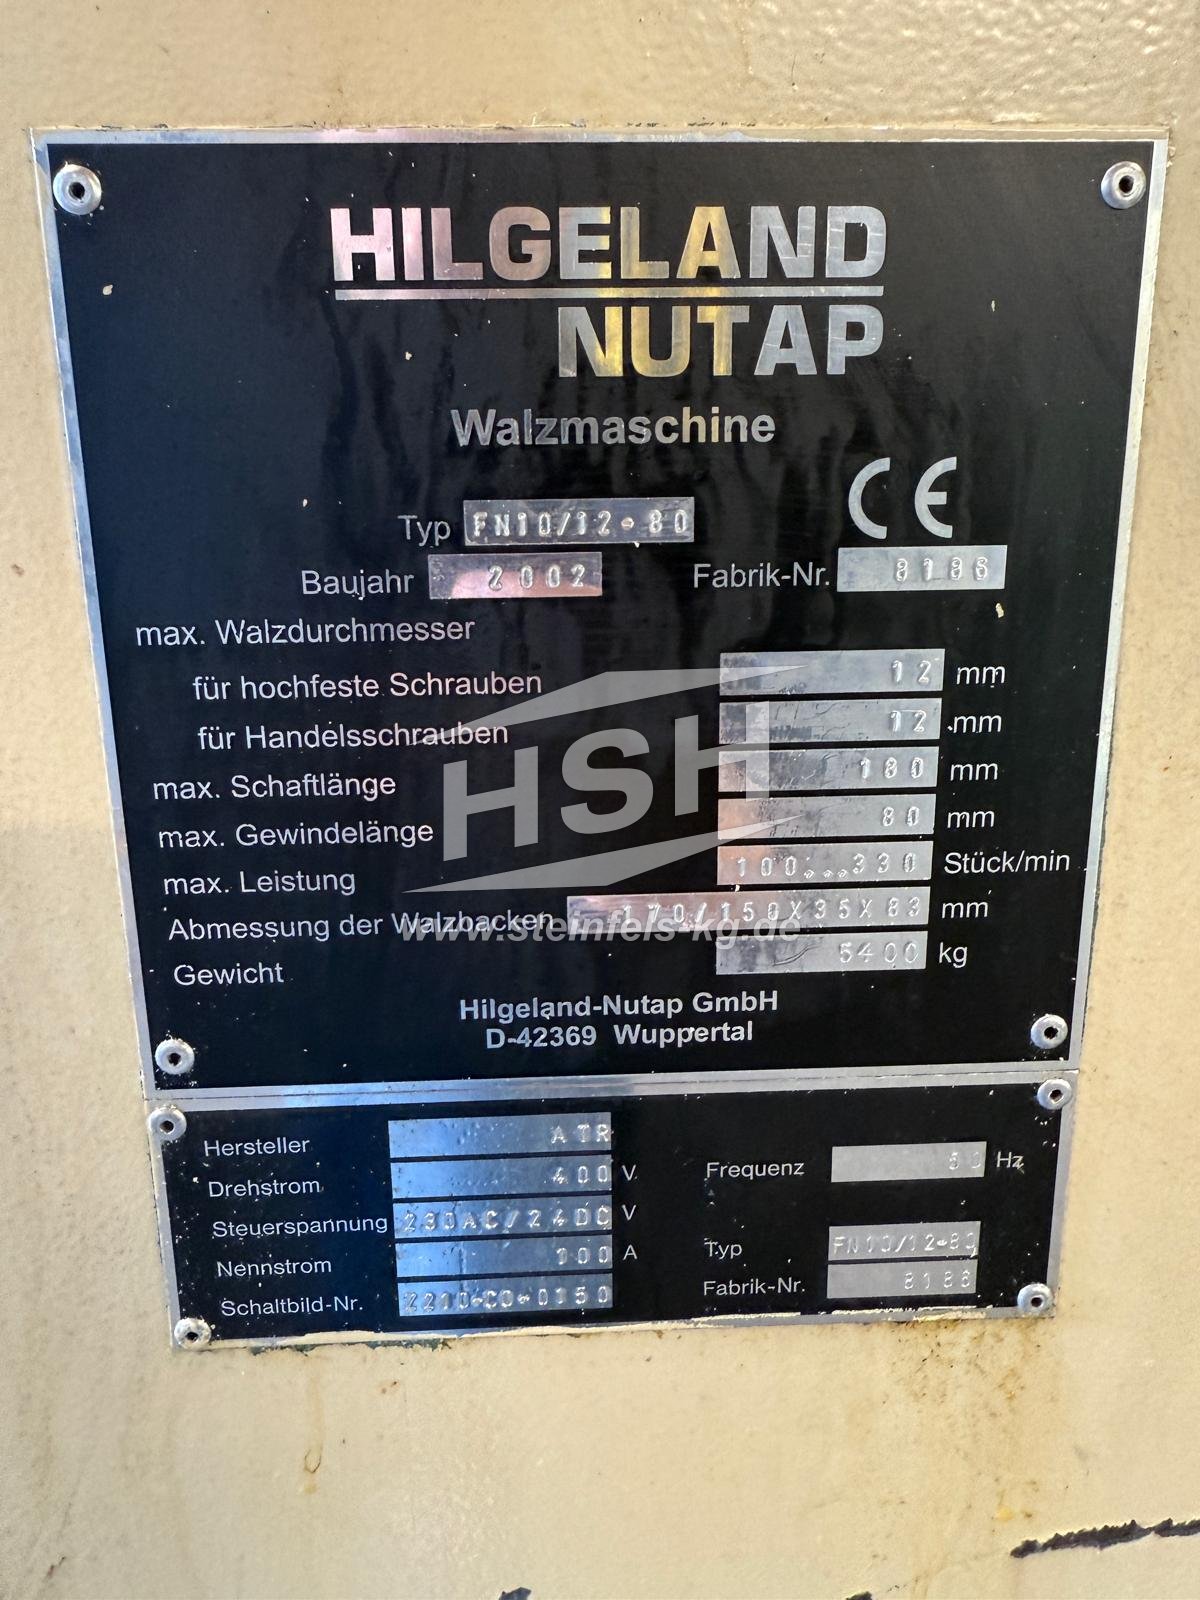 HILGELAND
NUTAP
Walzmaschine
CE
Typ FN10/12-80
Baujahr 2002 Fabrik-Nr. 8186
max. Walzdurchmesser
für hochfeste Schrauben 12 mm
für Handelsschrauben 12 mm
max. Schaftlänge 180 mm
max. Gewindelänge 80 mm
max. Leistung 100...330 Stück/min
Abmessung der Walzbacken 170/150X35X83 mm
Gewicht 5400 kg
HSH
www.steinfels-kg.de
Hilgeland-Nutap GmbH
D-42369 Wuppertal
Hersteller ATR
Drehstrom 400 V Frequenz 50 Hz
Steuerspannung 230AC/24DC V
Nennstrom 100 A Typ FN10/12-80
Schaltbild-Nr. 2210-00-0150 Fabrik-Nr. 8186